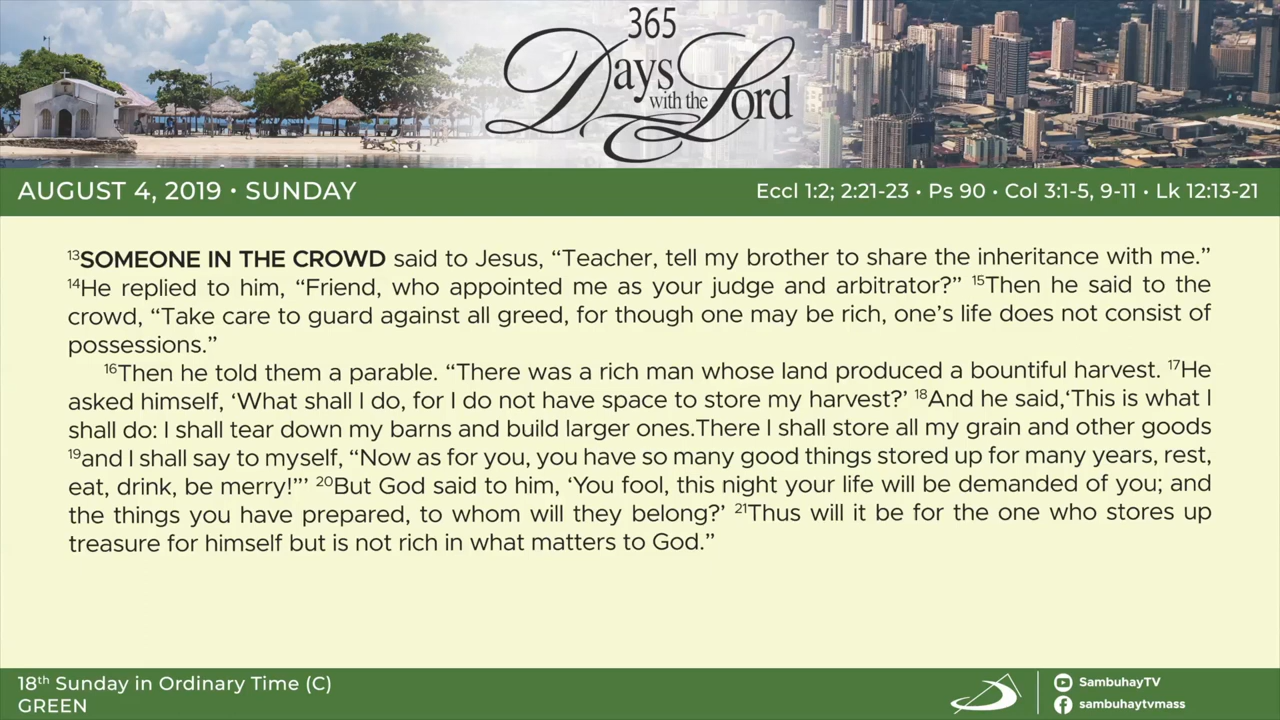 365
Days with the Lord
AUGUST 4, 2019 • SUNDAY
Eccl 1:2; 2:21-23 • Ps 90 • Col 3:1-5, 9-11 • Lk 12:13-21
¹³SOMEONE IN THE CROWD said to Jesus, “Teacher, tell my brother to share the inheritance with me.”
¹⁴He replied to him, “Friend, who appointed me as your judge and arbitrator?” ¹⁵Then he said to the
crowd, “Take care to guard against all greed, for though one may be rich, one’s life does not consist of
possessions.”
¹⁶Then he told them a parable. “There was a rich man whose land produced a bountiful harvest. ¹⁷He
asked himself, ‘What shall I do, for I do not have space to store my harvest?’ ¹⁸And he said,‘This is what I
shall do: I shall tear down my barns and build larger ones.There I shall store all my grain and other goods
¹⁹and I shall say to myself, “Now as for you, you have so many good things stored up for many years, rest,
eat, drink, be merry!”’ ²⁰But God said to him, ‘You fool, this night your life will be demanded of you; and
the things you have prepared, to whom will they belong?’ ²¹Thus will it be for the one who stores up
treasure for himself but is not rich in what matters to God.”
18th Sunday in Ordinary Time (C)
GREEN
SambuhayTV
sambuhaytvmass